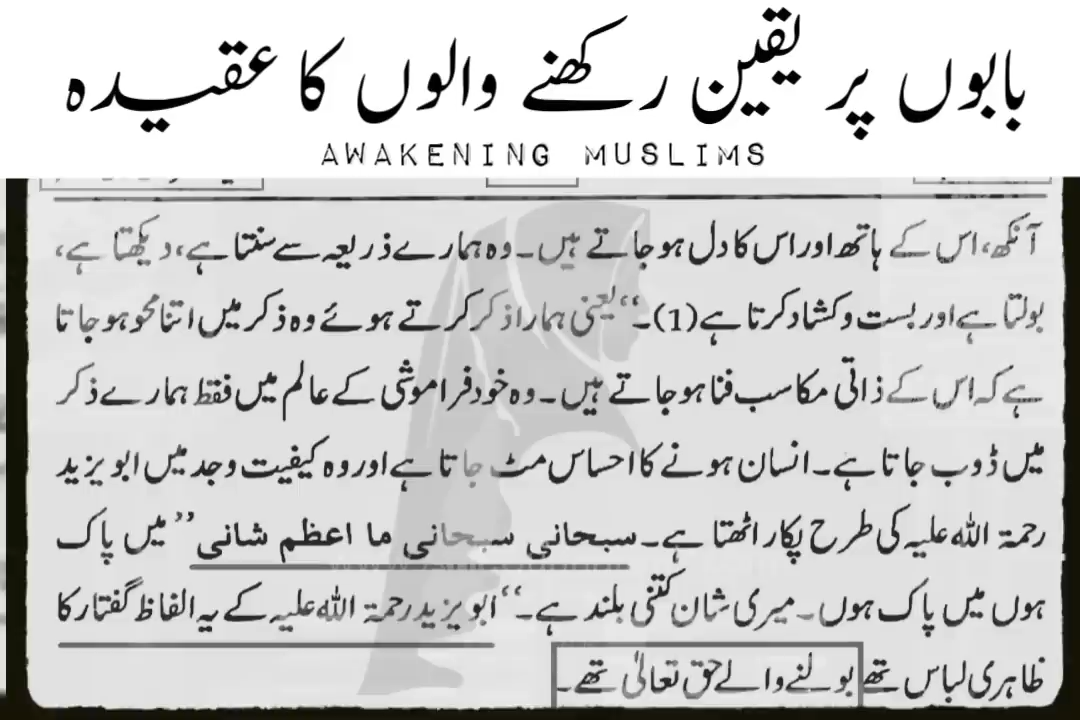 بابوں پر یقین رکھنے والوں کا عقیدہ
AWAKENING MUSLIMS
آنکھ، اس کے ہاتھ اور اس کا دل ہو جاتے ہیں۔ وہ ہمارے ذریعہ سے سنتا ہے، دیکھتا ہے،
بولتا ہے اور بست و کشاد کرتا ہے (1)۔‘‘ یعنی ہمارا ذکر کرتے ہوئے وہ ذکر میں اتنا محو ہو جاتا
ہے کہ اس کے ذاتی مکاسب فنا ہو جاتے ہیں۔ وہ خود فراموشی کے عالم میں فقط ہمارے ذکر
میں ڈوب جاتا ہے۔ انسان ہونے کا احساس مٹ جاتا ہے اور وہ کیفیت وجد میں ابو یزید
رحمۃ اللہ علیہ کی طرح پکار اٹھتا ہے۔ سبحانی سبحانی ما اعظم شانی ’’میں پاک
ہوں میں پاک ہوں۔ میری شان کتنی بلند ہے۔‘‘ ابو یزید رحمۃ اللہ علیہ کے یہ الفاظ گفتار کا
ظاہری لباس تھے بولنے والے حق تعالیٰ تھے۔